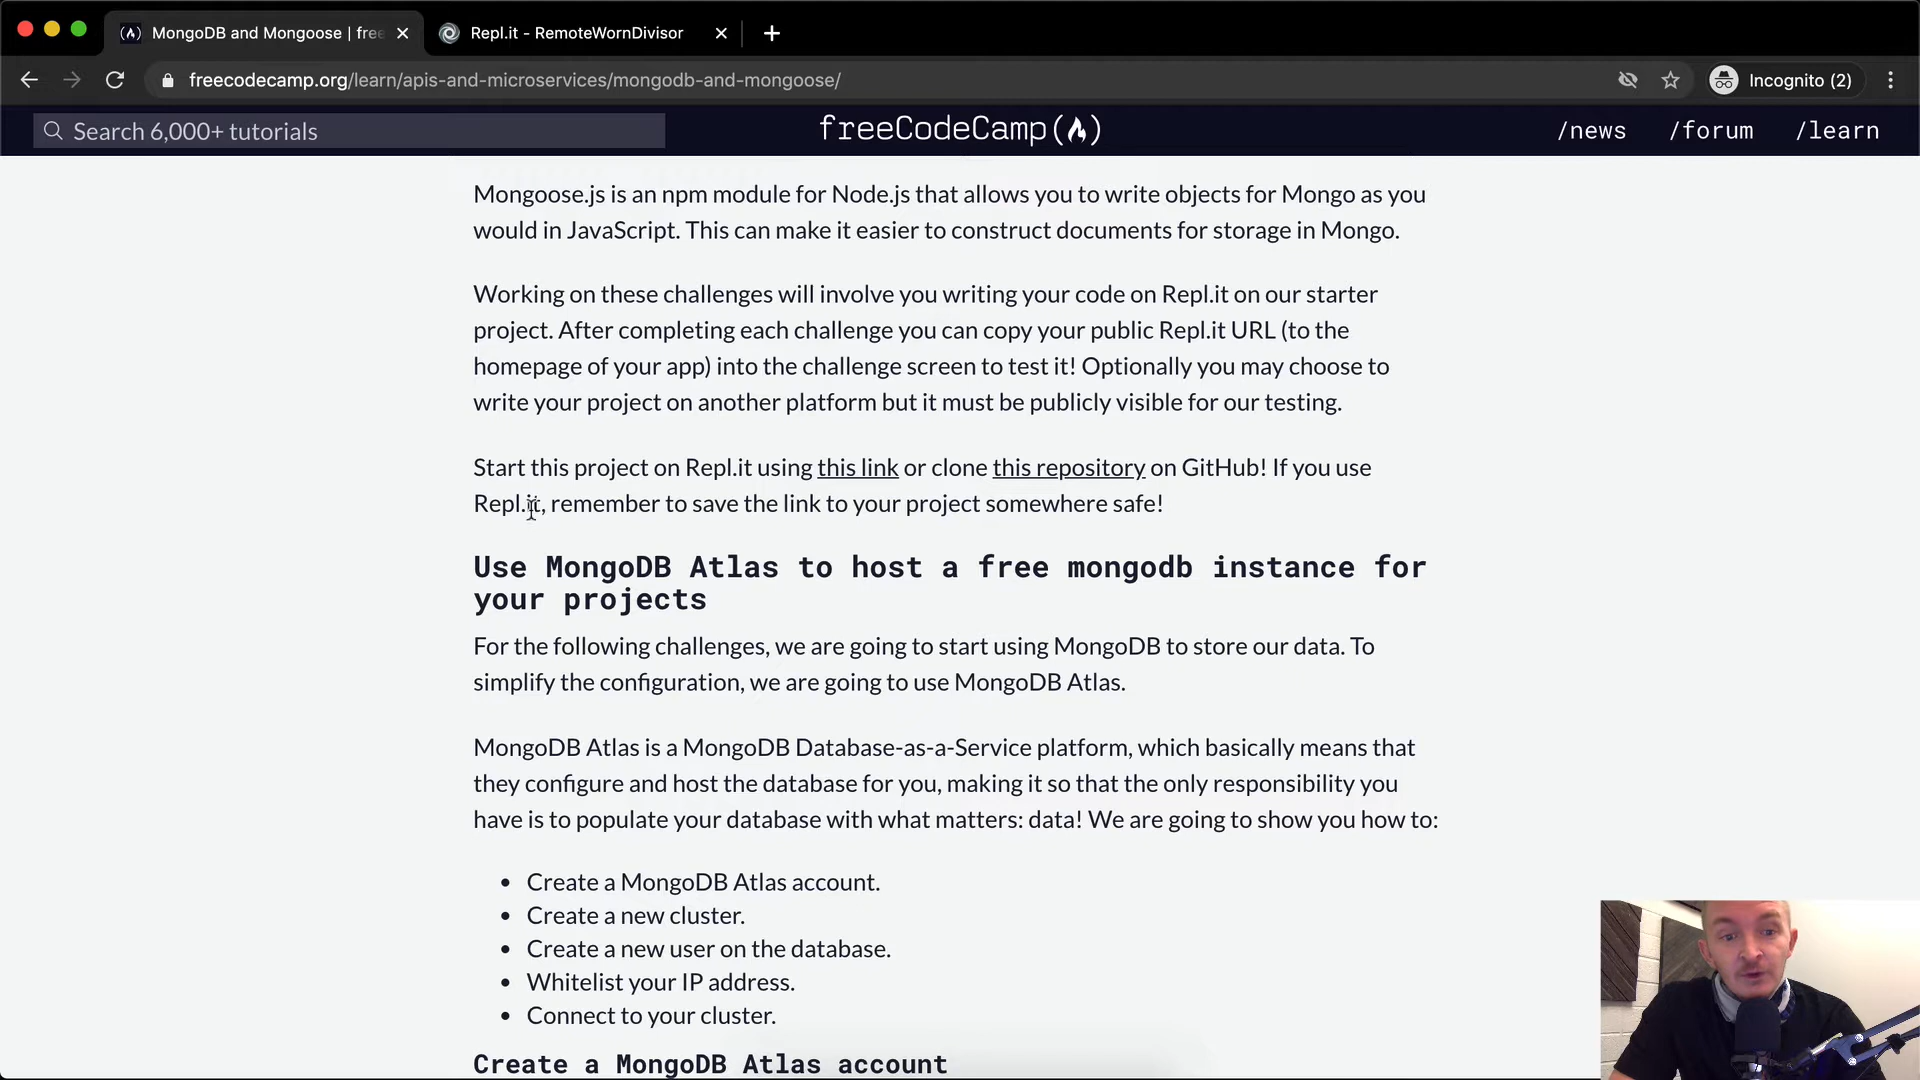 MongoDB and Mongoose | free
Repl.it - RemoteWornDivisor
freecodecamp.org/learn/apis-and-microservices/mongodb-and-mongoose/
Incognito (2)
Search 6,000+ tutorials
freeCodeCamp
/news
/forum
/learn
Mongoose.js is an npm module for Node.js that allows you to write objects for Mongo as you
would in JavaScript. This can make it easier to construct documents for storage in Mongo.
Working on these challenges will involve you writing your code on Repl.it on our starter
project. After completing each challenge you can copy your public Repl.it URL (to the
homepage of your app) into the challenge screen to test it! Optionally you may choose to
write your project on another platform but it must be publicly visible for our testing.
Start this project on Repl.it using this link or clone this repository on GitHub! If you use
Repl.it, remember to save the link to your project somewhere safe!
Use MongoDB Atlas to host a free mongodb instance for
your projects
For the following challenges, we are going to start using MongoDB to store our data. To
simplify the configuration, we are going to use MongoDB Atlas.
MongoDB Atlas is a MongoDB Database-as-a-Service platform, which basically means that
they configure and host the database for you, making it so that the only responsibility you
have is to populate your database with what matters: data! We are going to show you how to:
• Create a MongoDB Atlas account.
• Create a new cluster.
• Create a new user on the database.
• Whitelist your IP address.
• Connect to your cluster.
Create a MongoDB Atlas account